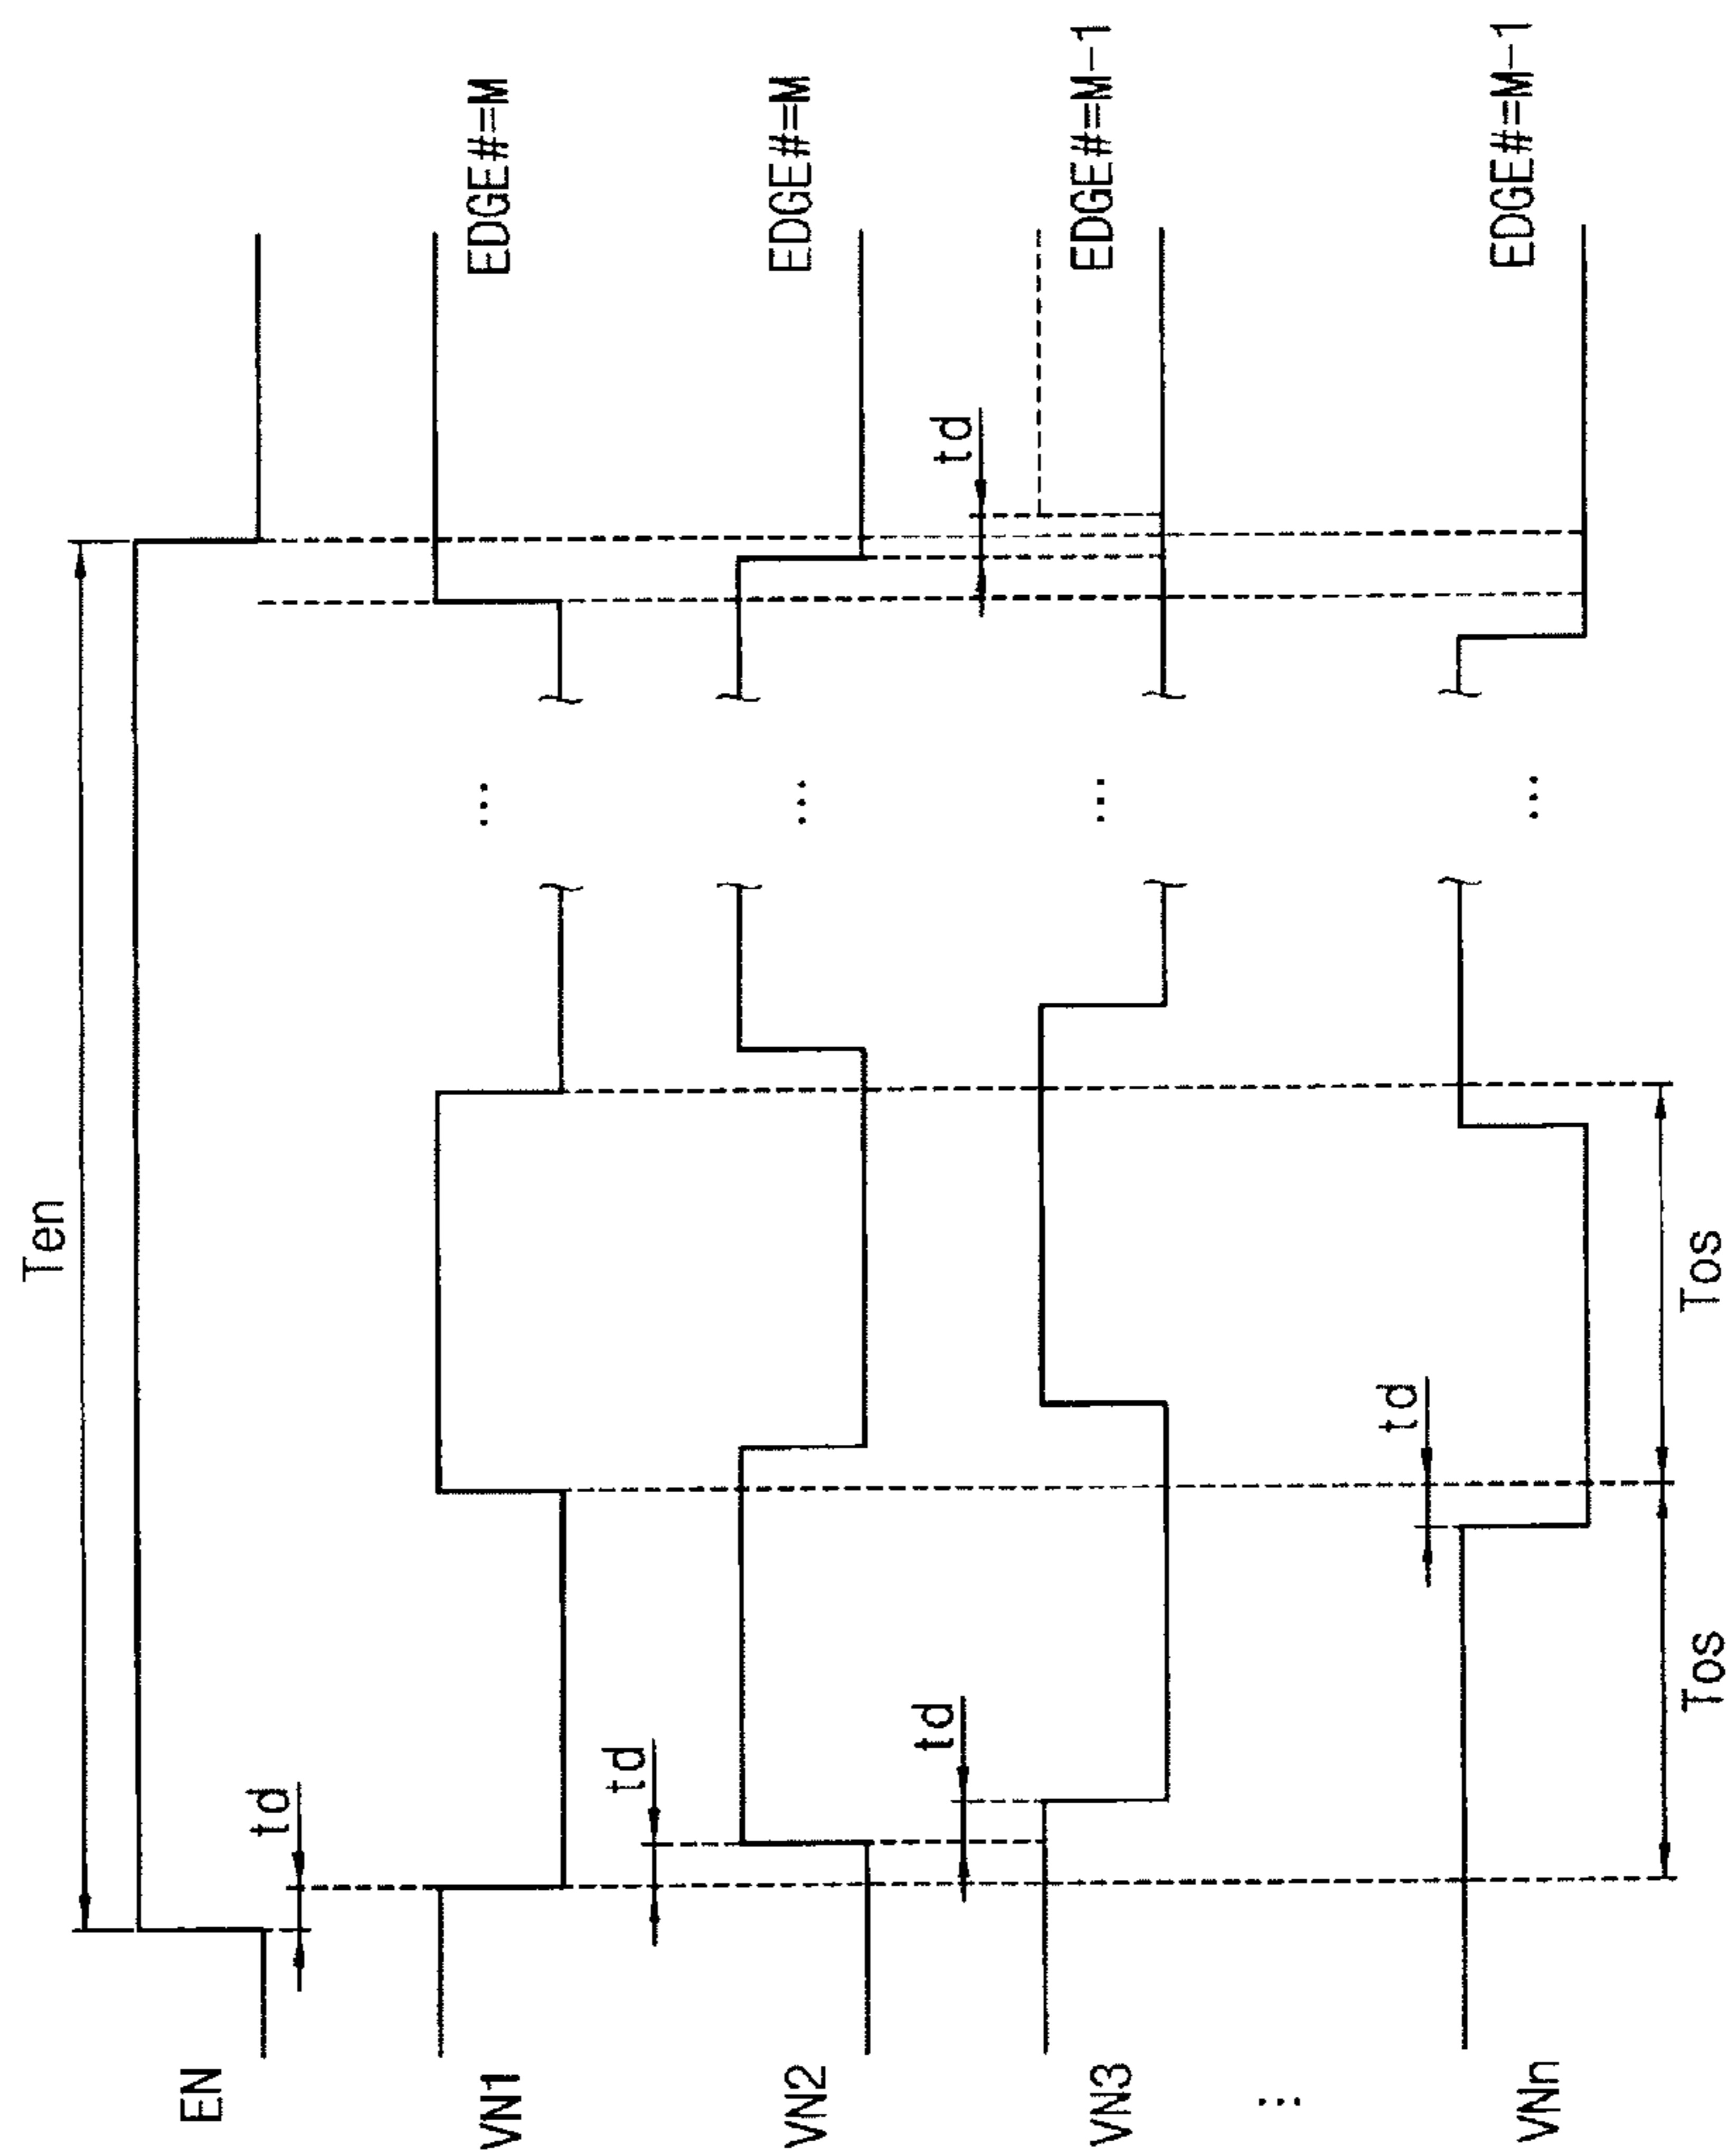 Ten
EN
td
VN1
EDGE#=M
td
VN2
EDGE#=M
td
td
VN3
EDGE#=M-1
...
td
VNn
EDGE#=M-1
Tos
Tos